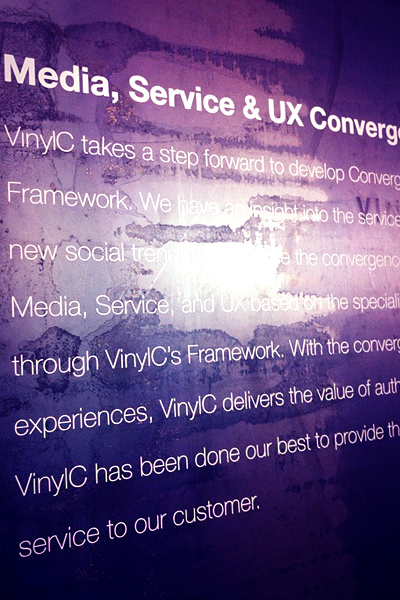 Media, Service & UX Converge
VinylC takes a step forward to develop Converg
Framework. We have an insight into the service
new social tren e the convergence
Media, Service, and UX based on the speciali
through VinylC's Framework. With the converg
experiences, VinylC delivers the value of auth
VinylC has been done our best to provide th
service to our customer.